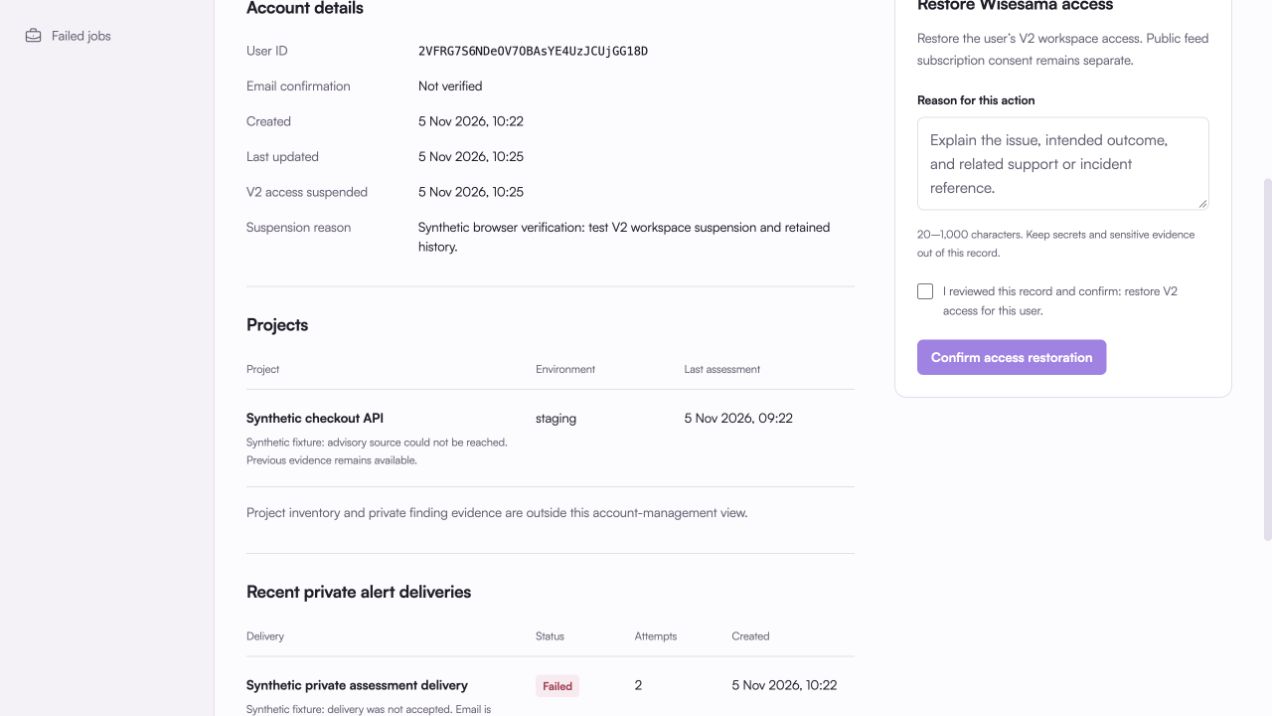 Failed jobs
Account details
User ID 2VFRG7S6NDeOV7OBAsYE4UzJCUjGG18D
Email confirmation Not verified
Created 5 Nov 2026, 10:22
Last updated 5 Nov 2026, 10:25
V2 access suspended 5 Nov 2026, 10:25
Suspension reason Synthetic browser verification: test V2 workspace suspension and retained
history.
Projects
Project Environment Last assessment
Synthetic checkout API staging 5 Nov 2026, 09:22
Synthetic fixture: advisory source could not be reached.
Previous evidence remains available.
Project inventory and private finding evidence are outside this account-management view.
Recent private alert deliveries
Delivery Status Attempts Created
Synthetic private assessment delivery Failed 2 5 Nov 2026, 10:22
Synthetic fixture: delivery was not accepted. Email is
Restore Wisesama access
Restore the user's V2 workspace access. Public feed
subscription consent remains separate.
Reason for this action
Explain the issue, intended outcome,
and related support or incident
reference.
20–1,000 characters. Keep secrets and sensitive evidence
out of this record.
I reviewed this record and confirm: restore V2
access for this user.
Confirm access restoration